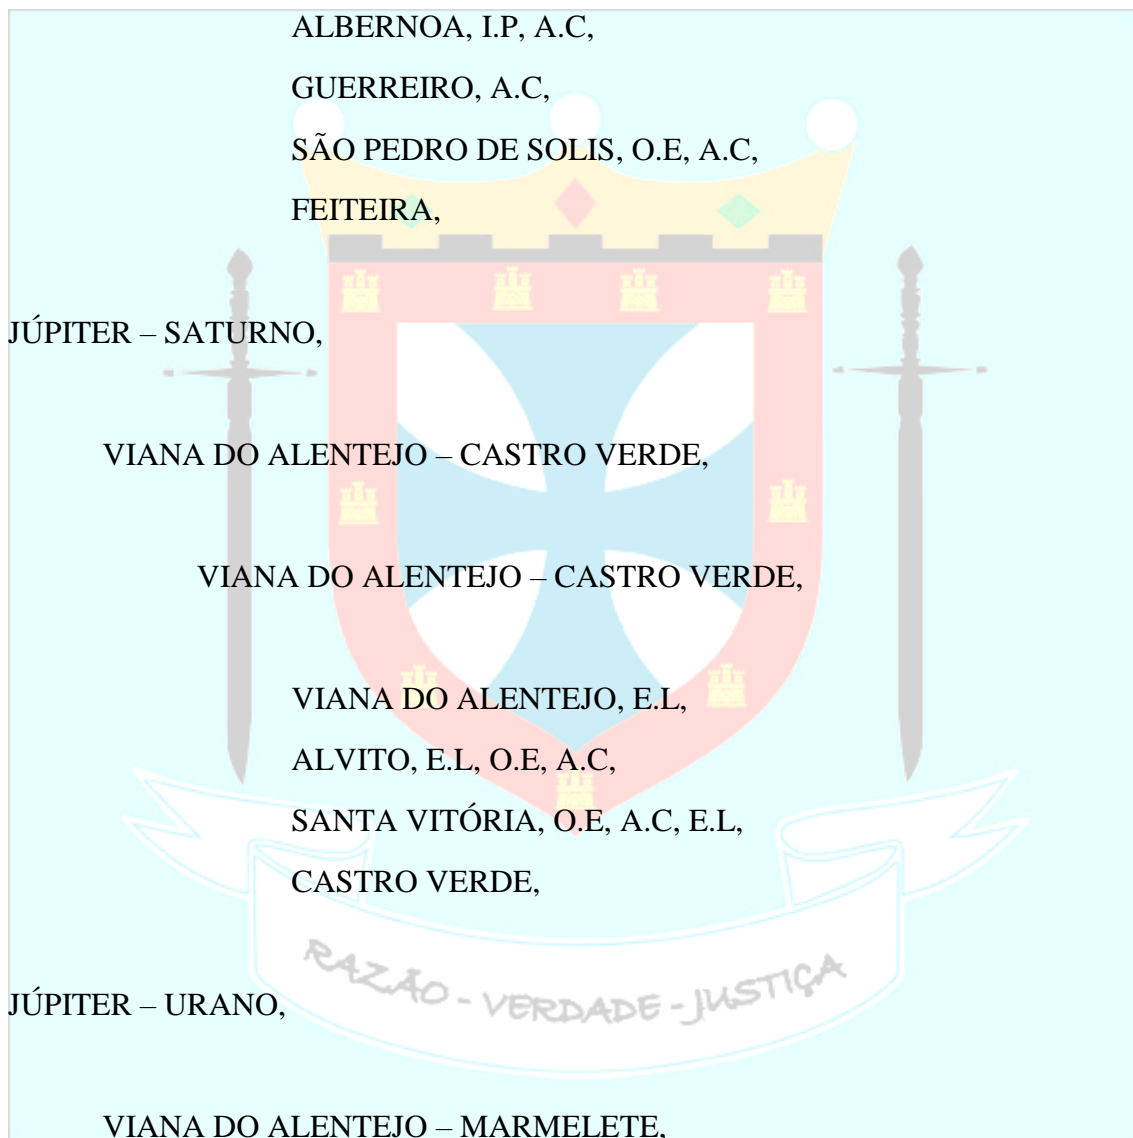 ALBERNOA, I.P, A.C,
GUERREIRO, A.C,
SÃO PEDRO DE SOLIS, O.E, A.C,
FEITEIRA,
JÚPITER – SATURNO,
VIANA DO ALENTEJO – CASTRO VERDE,
VIANA DO ALENTEJO – CASTRO VERDE,
VIANA DO ALENTEJO, E.L,
ALVITO, E.L, O.E, A.C,
SANTA VITÓRIA, O.E, A.C, E.L,
CASTRO VERDE,
RAZÃO - VERDADE - JUSTIÇA
JÚPITER – URANO,
VIANA DO ALENTEJO – MARMELETE,